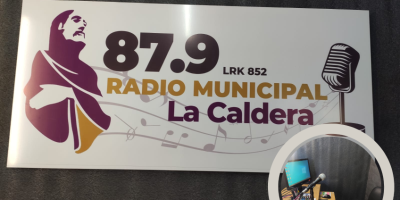 87.9 LRK 852
RADIO MUNICIPAL
La Caldera